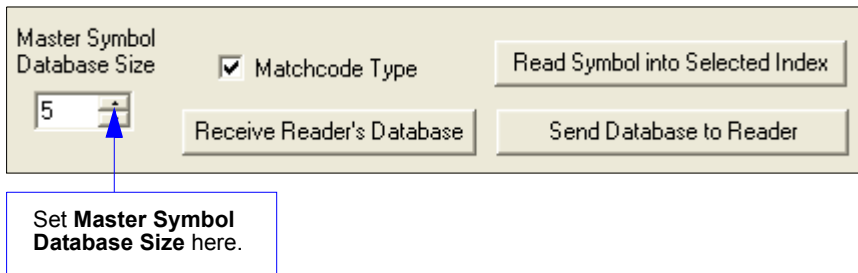 Master Symbol
Database Size
5
Matchcode Type
Read Symbol into Selected Index
Receive Reader's Database
Send Database to Reader
Set Master Symbol
Database Size here.